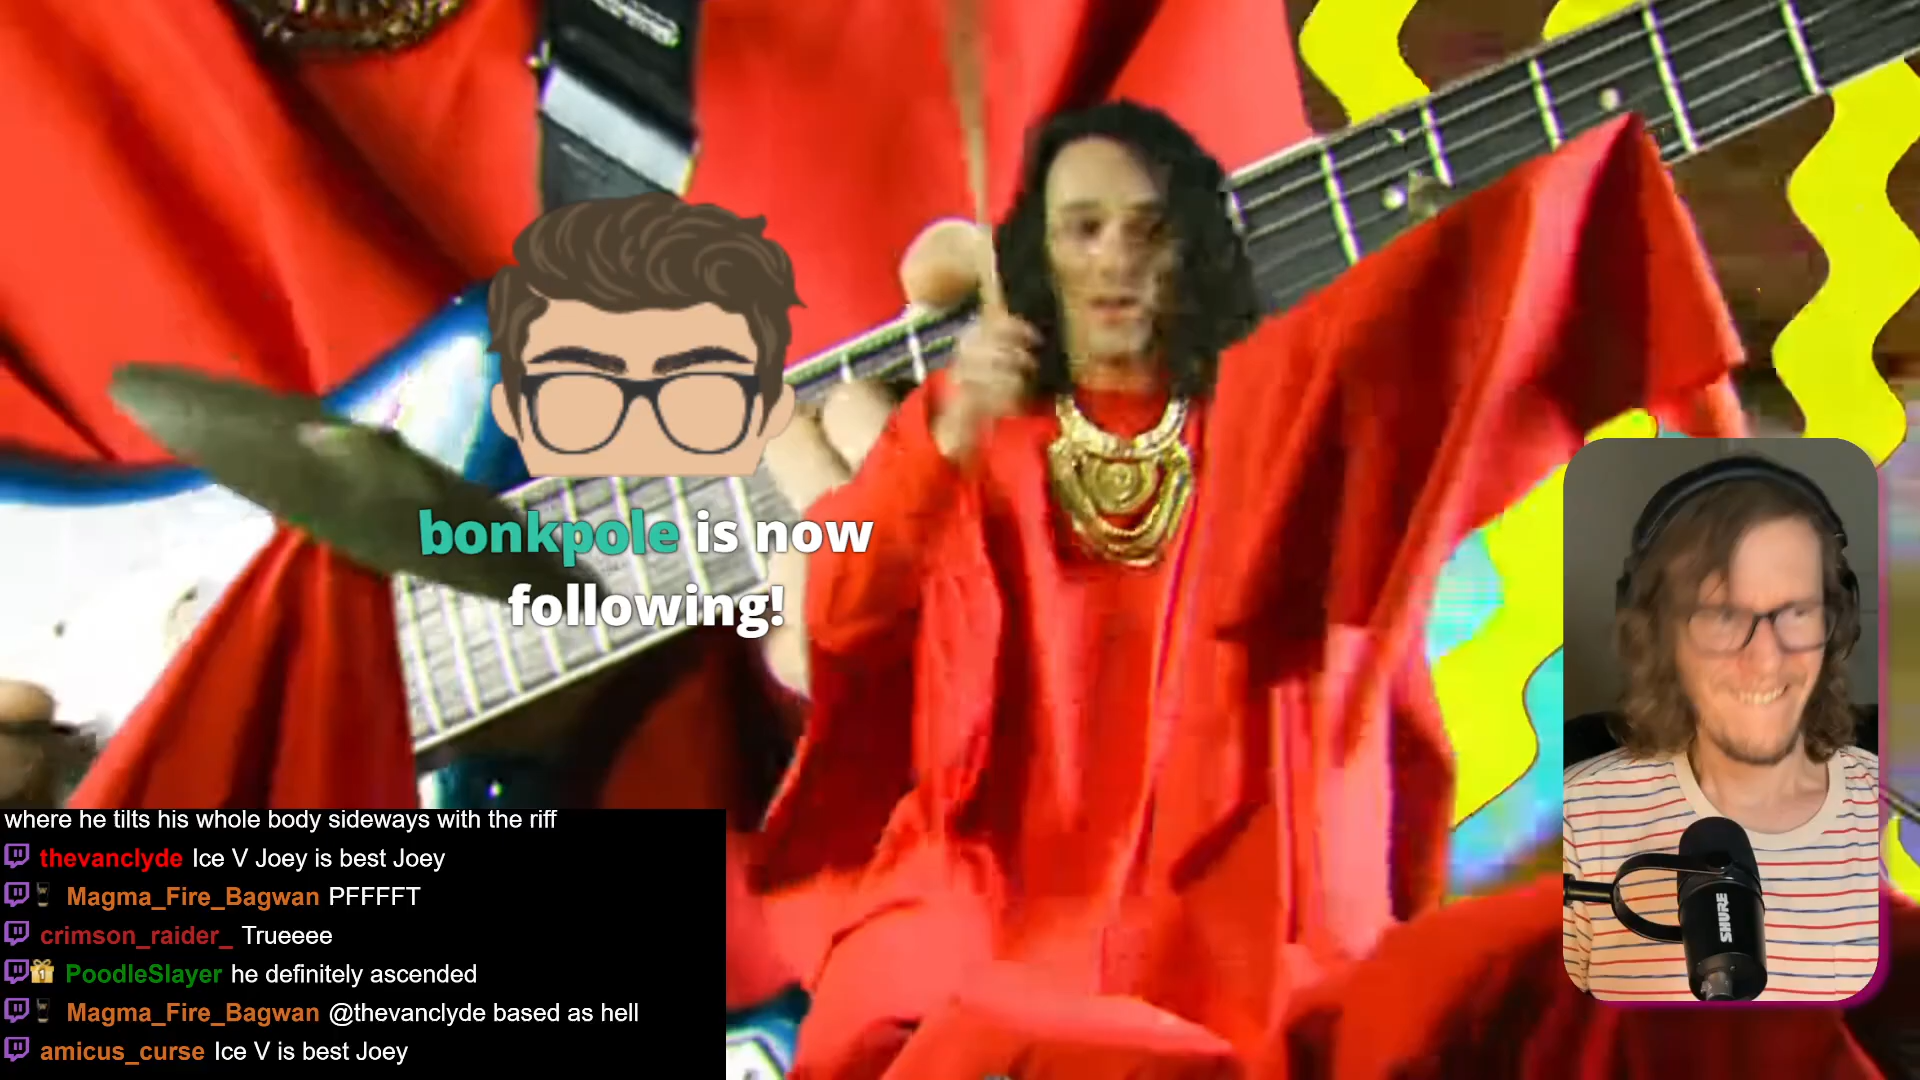 bonkpole is now
following!
where he tilts his whole body sideways with the riff
thevanclyde Ice V Joey is best Joey
Magma_Fire_Bagwan PFFFFT
crimson_raider_ Trueeee
PoodleSlayer he definitely ascended
Magma_Fire_Bagwan @thevanclyde based as hell
amicus_curse Ice V is best Joey
SHURE